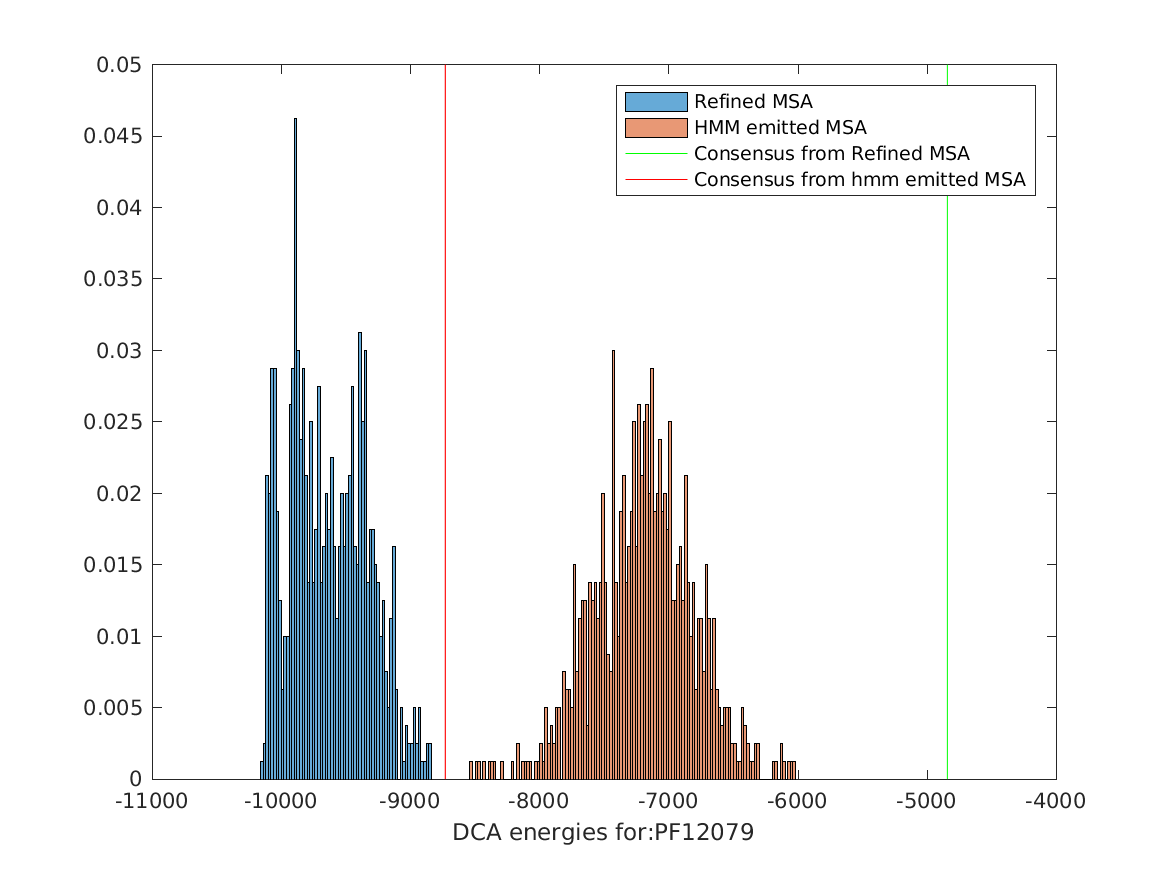 0.05
0.045
0.04
0.035
0.03
0.025
0.02
0.015
0.01
0.005
0
Refined MSA
HMM emitted MSA
Consensus from Refined MSA
Consensus from hmm emitted MSA
-11000 -10000 -9000 -8000 -7000 -6000 -5000 -4000
DCA energies for:PF12079